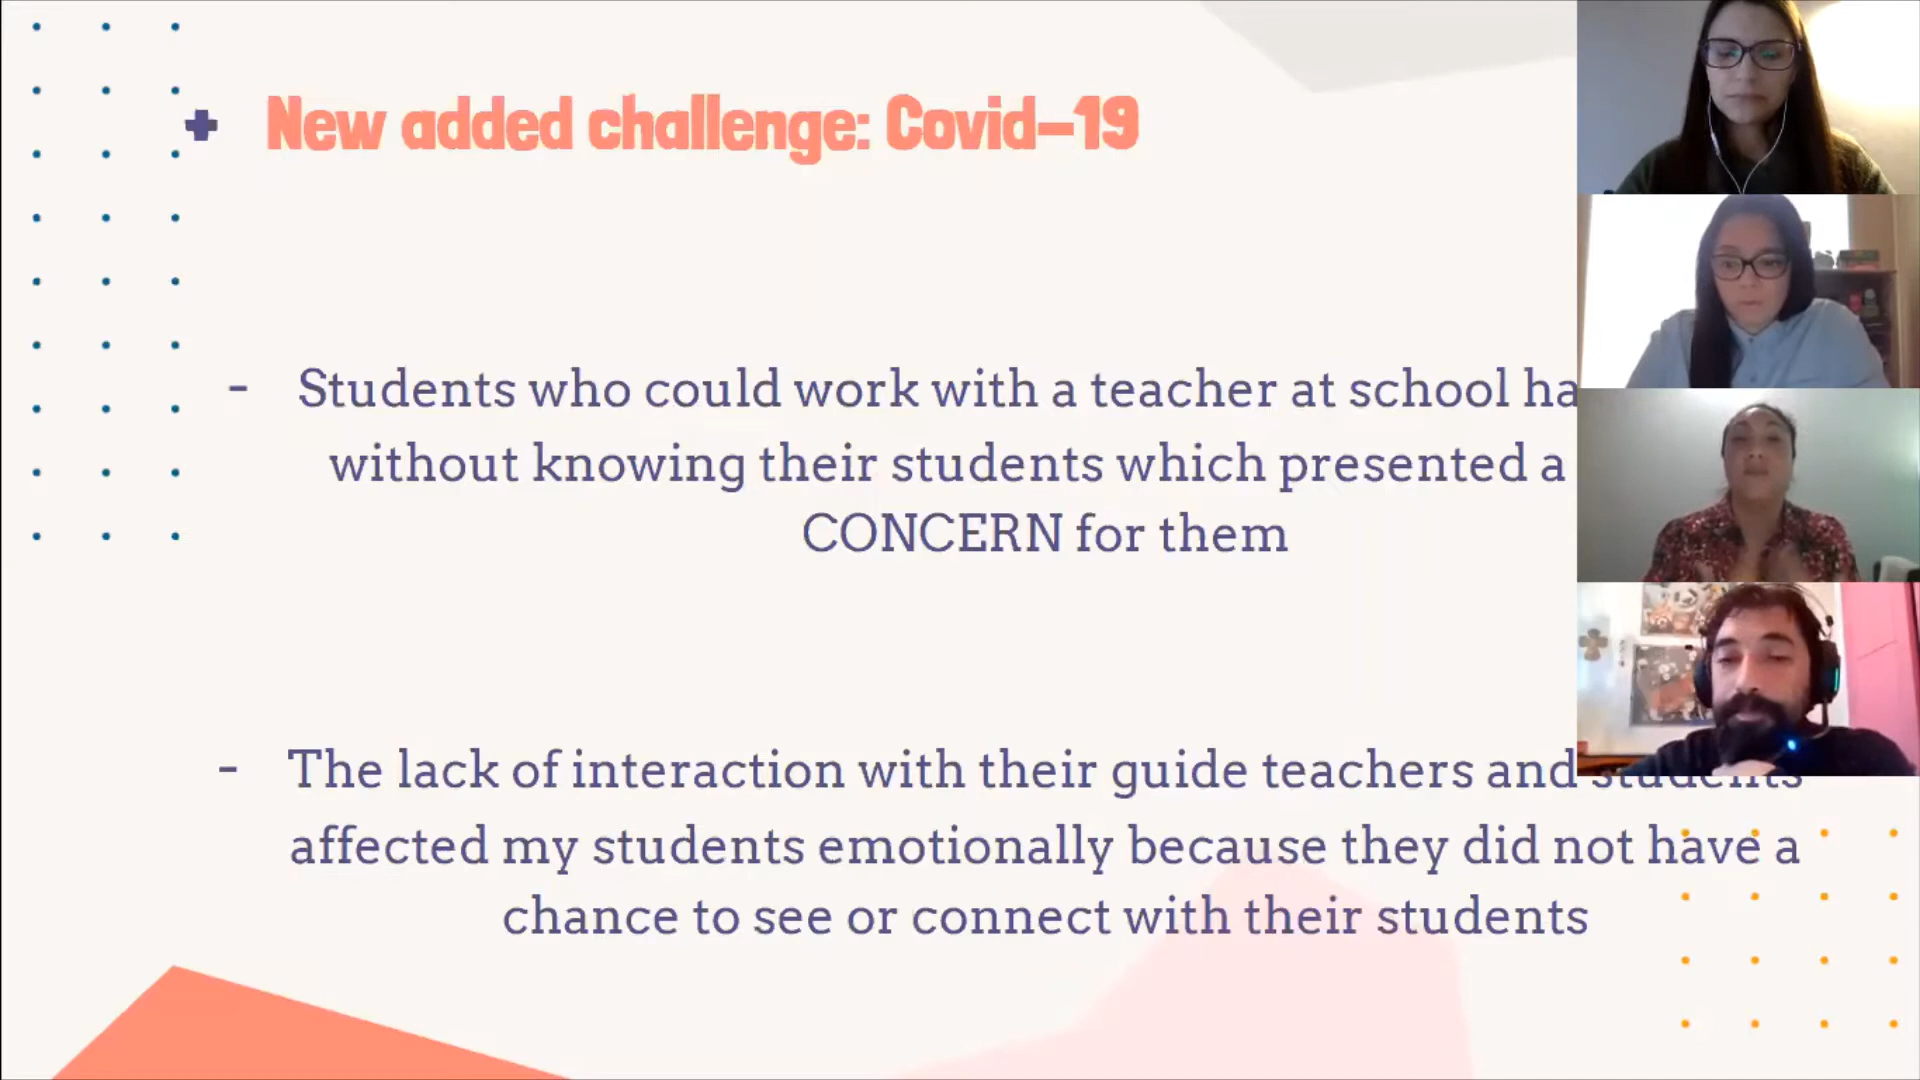 New added challenge: Covid-19
- Students who could work with a teacher at school
without knowing their students which presented a
CONCERN for them
- The lack of interaction with their guide teachers and students
affected my students emotionally because they did not have a
chance to see or connect with their students